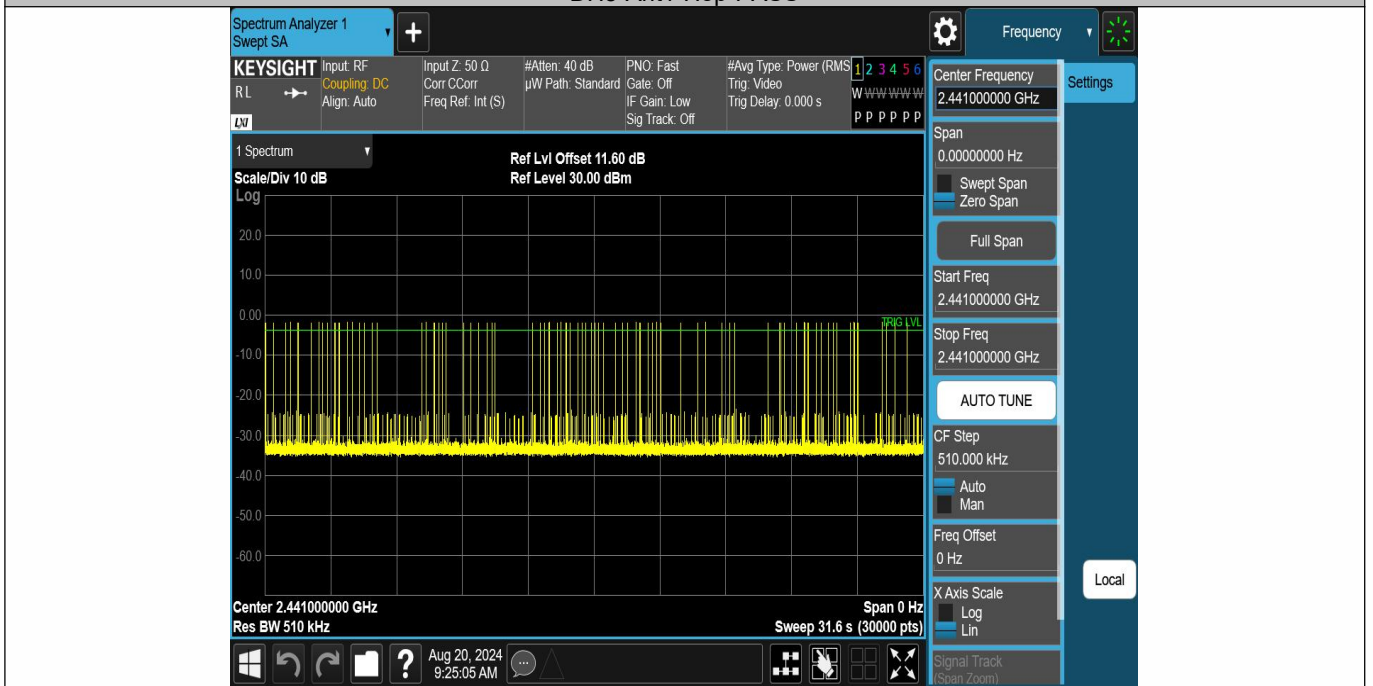 Spectrum Analyzer 1
Swept SA
Frequency
KEYSIGHT
RL
LXI
Input: RF
Coupling: DC
Align: Auto
Input Z: 50 Ω
Corr CCorr
Freq Ref: Int (S)
#Atten: 40 dB
µW Path: Standard
PNO: Fast
Gate: Off
IF Gain: Low
Sig Track: Off
#Avg Type: Power (RMS
Trig: Video
Trig Delay: 0.000 s
1 2 3 4 5 6
W W W W W W
P P P P P P
1 Spectrum
Scale/Div 10 dB
Ref Lvl Offset 11.60 dB
Ref Level 30.00 dBm
Log
20.0
10.0
0.00
TRIG LVL
-10.0
-20.0
-30.0
-40.0
-50.0
-60.0
Center 2.441000000 GHz
Span 0 Hz
Res BW 510 kHz
Sweep 31.6 s (30000 pts)
Aug 20, 2024
9:25:05 AM
Center Frequency
2.441000000 GHz
Settings
Span
0.00000000 Hz
Swept Span
Zero Span
Full Span
Start Freq
2.441000000 GHz
Stop Freq
2.441000000 GHz
AUTO TUNE
CF Step
510.000 kHz
Auto
Man
Freq Offset
0 Hz
X Axis Scale
Log
Lin
Local
Signal Track
(Span Zoom)